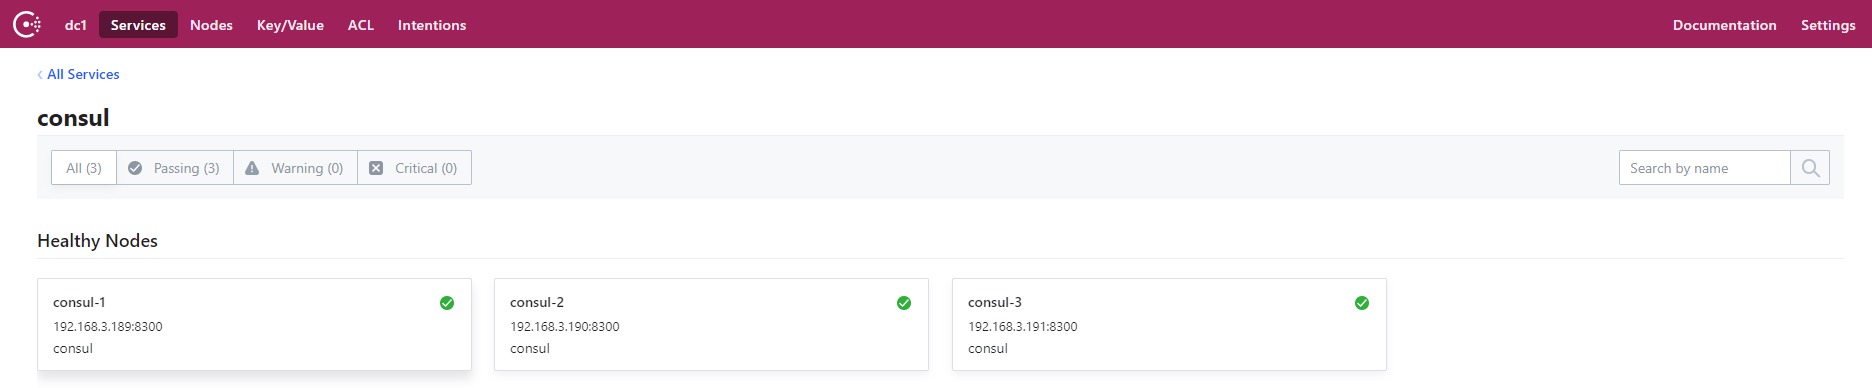 dc1 Services Nodes Key/Value ACL Intentions Documentation Settings
‹ All Services
consul
All (3) Passing (3) Warning (0) Critical (0) Search by name
Healthy Nodes
consul-1
192.168.3.189:8300
consul
consul-2
192.168.3.190:8300
consul
consul-3
192.168.3.191:8300
consul